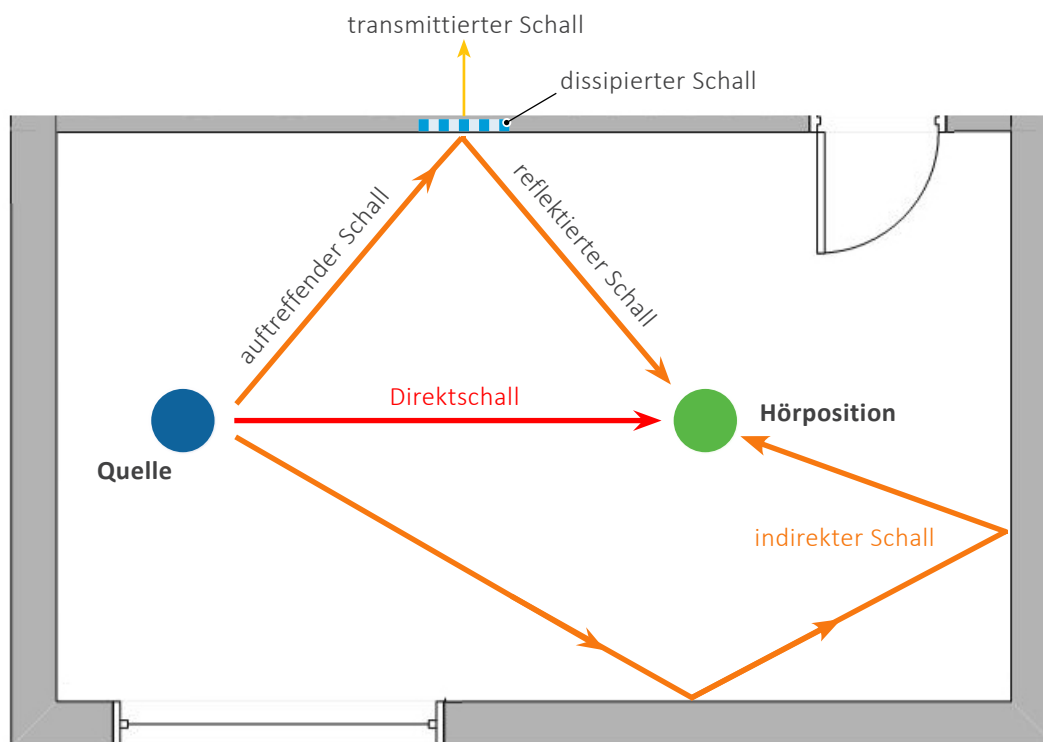 transmittierter Schall
dissipierter Schall
auftreffender Schall
reflektierter Schall
Direktschall
Hörposition
Quelle
indirekter Schall